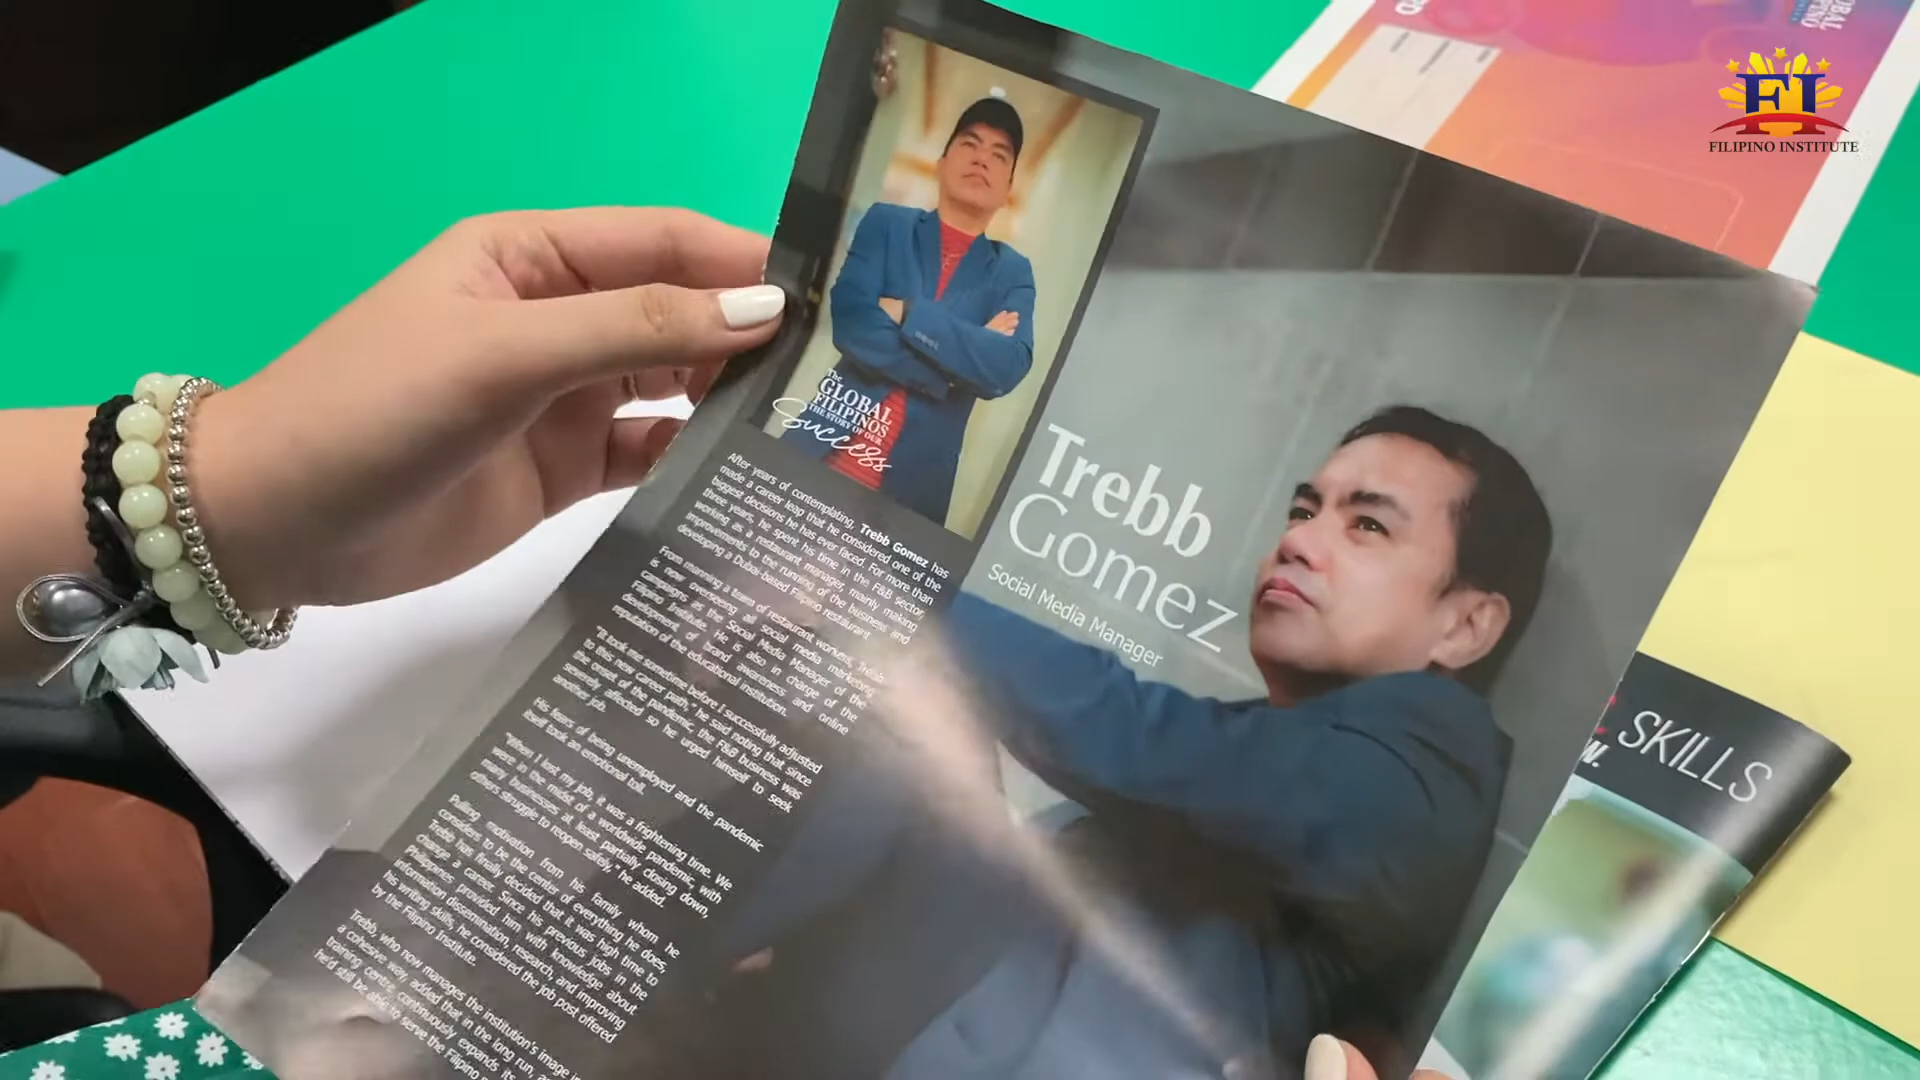 FI
FILIPINO INSTITUTE
The
GLOBAL
FILIPINOS
THE STORY OF OUR
Success
After years of contemplating, Trebb Gomez has
made a career leap that he considered one of the
biggest decisions he has ever faced. For more than
three years, he spent his time in the F&B sector,
working as a restaurant manager, mainly making
improvements to the running of the business and
developing a Dubai-based Filipino restaurant
From manning a team of restaurant workers, Trebb
is now overseeing all social media marketing
campaigns as the Social Media Manager of the
Filipino Institute. He is also in charge of the
development of brand awareness and online
reputation of the educational institution.
"It took me sometime before I successfully adjusted
to this new career path," he said noting that since
the onset of the pandemic, the F&B business was
severely affected so he urged himself to seek
another job.
His fears of being unemployed and the pandemic
itself took an emotional toll.
"When I lost my job, it was a frightening time. We
were in the midst of a worldwide pandemic, with
many businesses at least partially closing down,
others struggle to reopen safely," he added.
Pulling motivation from his family whom he
considers to be the center of everything he does,
Trebb has finally decided that it was high time to
change a career. Since his previous jobs in the
Philippines provided him with knowledge about
information dissemination, research, and improving
his writing skills, he considered the job post offered
by the Filipino Institute.
Trebb, who now manages the institution's image in
a cohesive way, added that in the long run,
training centre, continuously expands its
he'd still be able to serve the Filipino
Trebb
Gomez
Social Media Manager
SKILLS